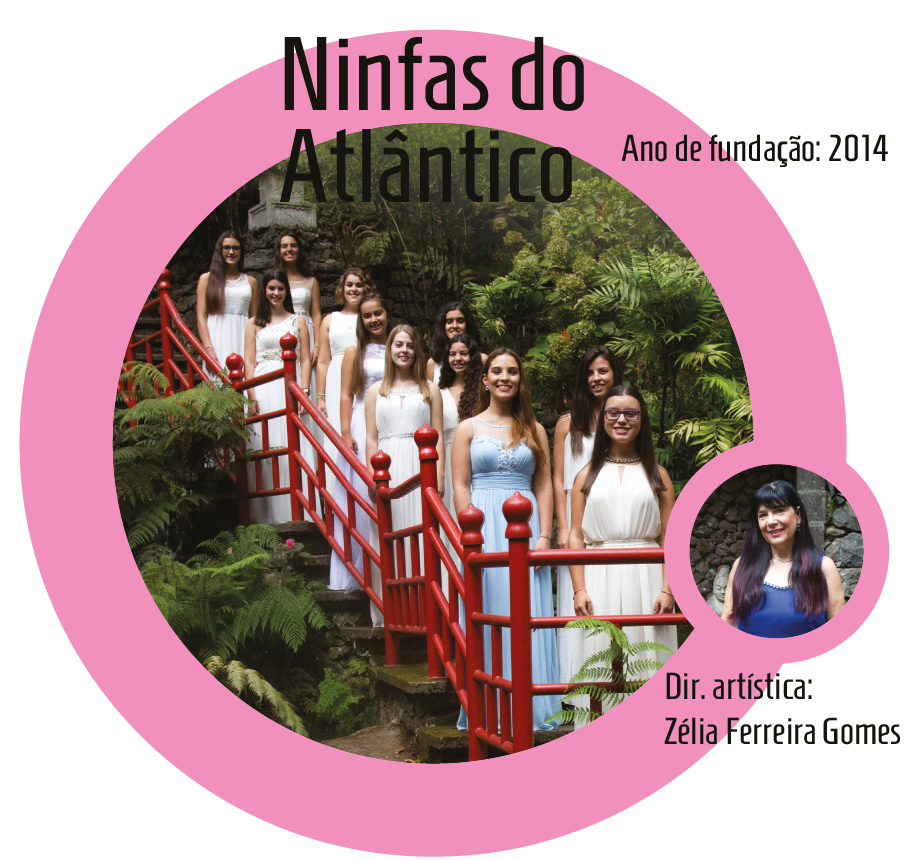 Ninfas do
Atlântico
Ano de fundação: 2014
Dir. artística:
Zélia Ferreira Gomes